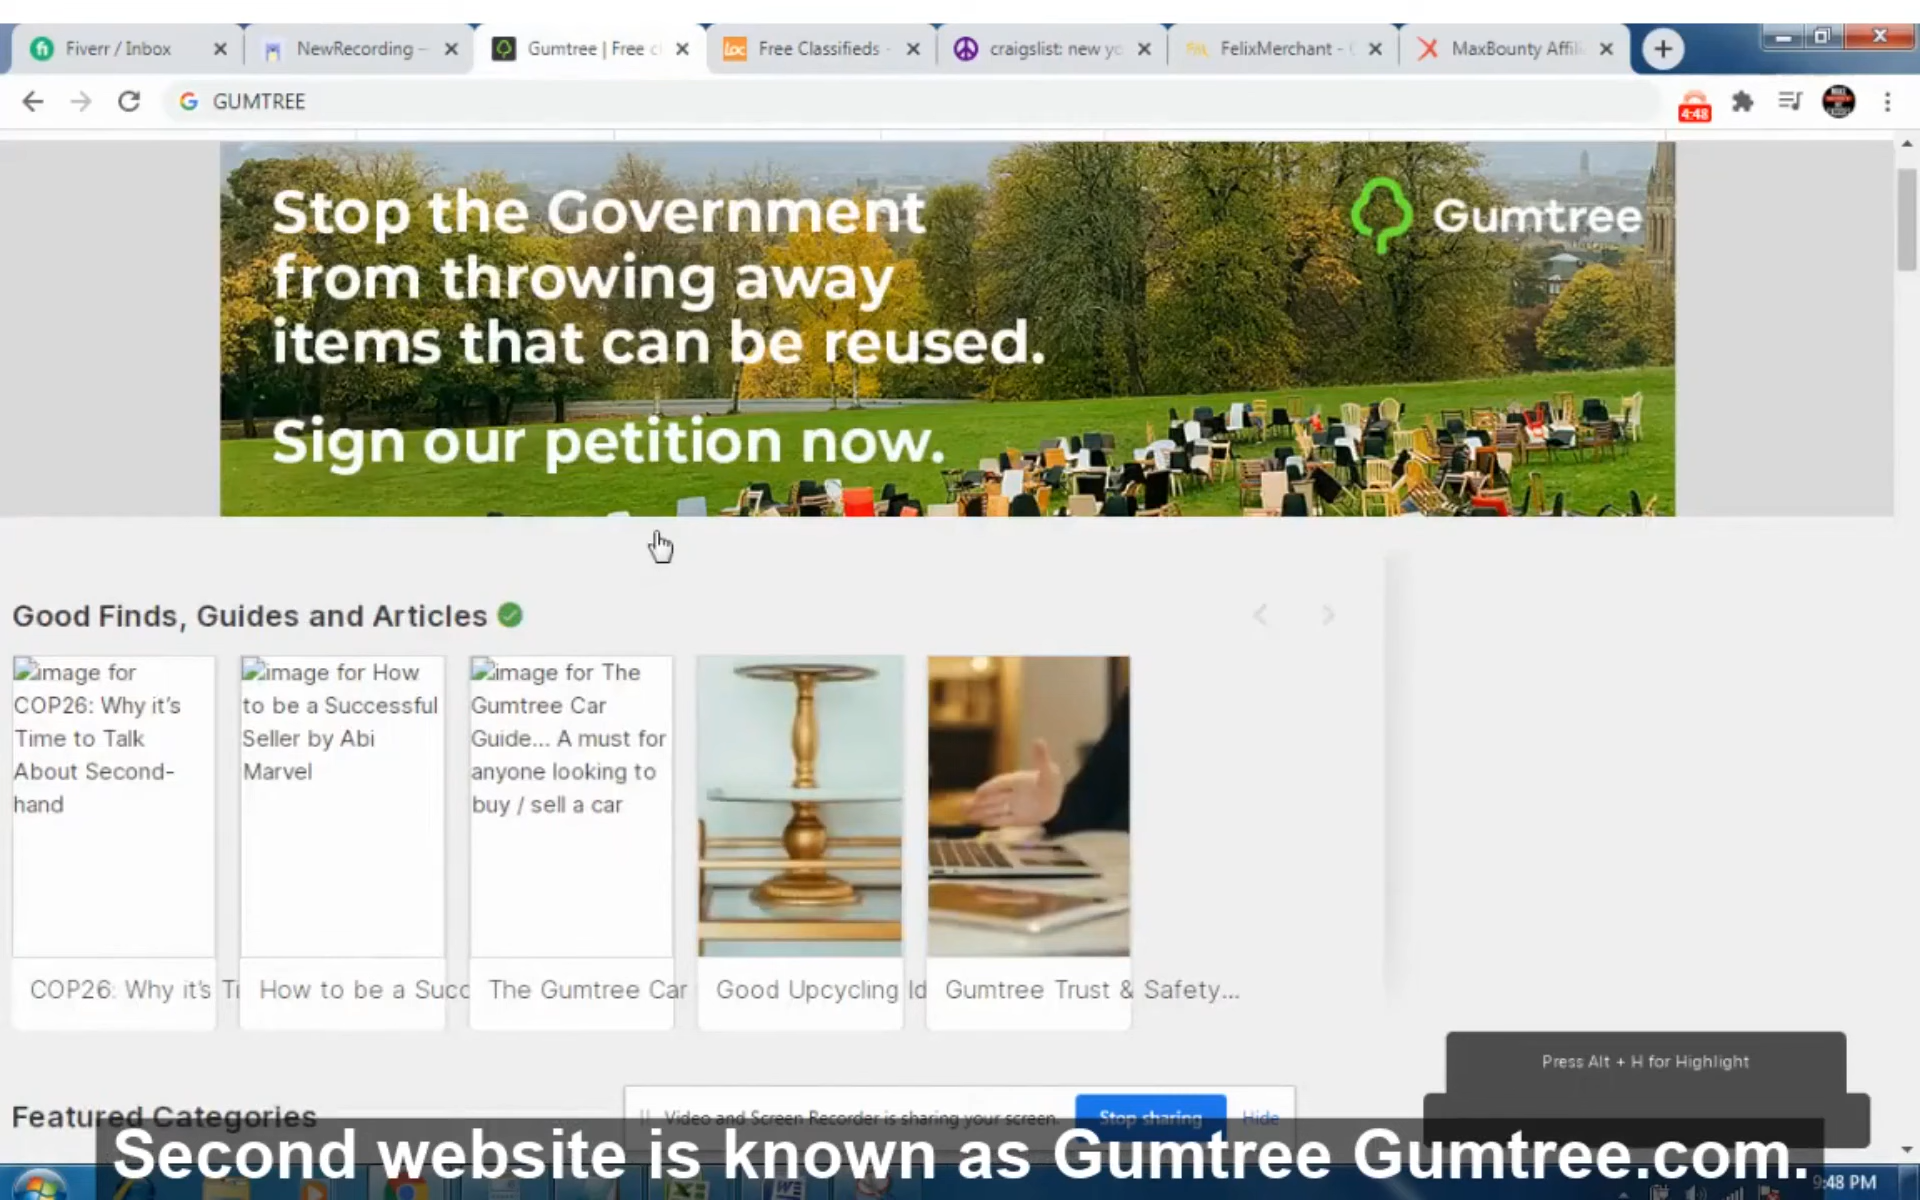 Fiverr / Inbox
NewRecording –
Gumtree | Free cl
Free Classifieds -
craigslist: new yo
FelixMerchant -
MaxBounty Affil
GUMTREE
4:48
Stop the Government
from throwing away
items that can be reused.
Sign our petition now.
Gumtree
Good Finds, Guides and Articles
image for
COP26: Why it's
Time to Talk
About Second-
hand
image for How
to be a Successful
Seller by Abi
Marvel
image for The
Gumtree Car
Guide... A must for
anyone looking to
buy / sell a car
COP26: Why it's Ti
How to be a Succ
The Gumtree Car
Good Upcycling Id
Gumtree Trust & Safety...
Press Alt + H for Highlight
Featured Categories
Video and Screen Recorder is sharing your screen.
Stop sharing
Hide
Second website is known as Gumtree Gumtree.com.
9:48 PM